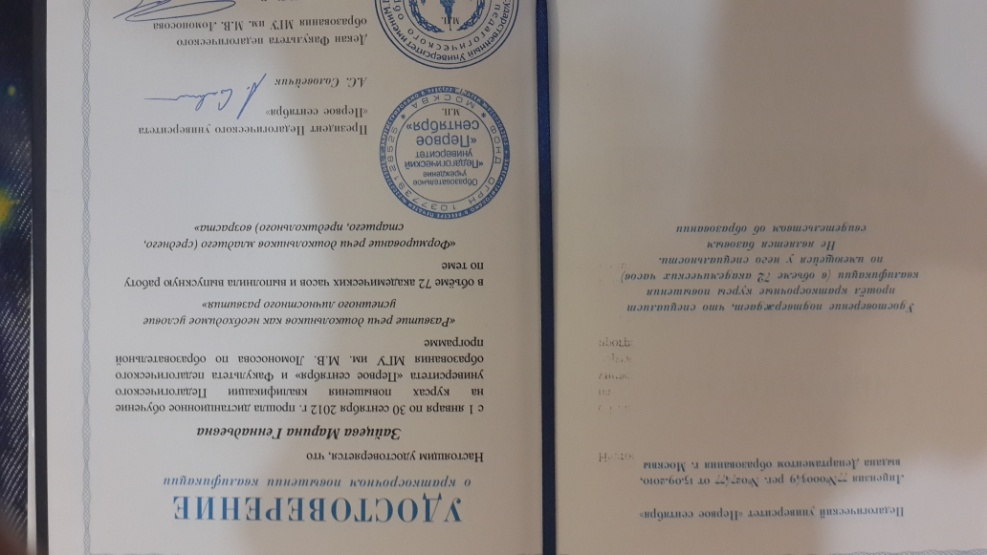 Педагогический университет «Первое сентября»
Лицензия рег. от 15.09.2010,
выдана Департаментом образования г. Москвы
Удостоверение подтверждает, что специалист
прошёл краткосрочные курсы повышения
квалификации (в объеме 72 академических часов)
по имеющейся у него специальности.
Не является базовым
свидетельством об образовании
УДОСТОВЕРЕНИЕ
о краткосрочном повышении квалификации
Настоящим удостоверяется, что
Зайцева Марина Геннадьевна
с 1 января по 30 сентября 2012 г. прошла дистанционное обучение
на курсах повышения квалификации Педагогического
университета «Первое сентября» и Факультета педагогического
образования МГУ им. М.В. Ломоносова по образовательной
программе
«Развитие речи дошкольников как необходимое условие
успешного личностного развития»
в объёме 72 академических часов и выполнила выпускную работу
по теме
«Формирование речи дошкольников младшего (среднего,
старшего, предшкольного) возраста»
Президент Педагогического университета
«Первое сентября»
А.С. Соловейчик
Образовательное
учреждение
«Педагогический
университет
«Первое
сентября»
М.П.
ФОНД ОГРН 1027739128525
МОСКВА
Декан Факультета педагогического
образования МГУ им. М.В. Ломоносова
М.П.